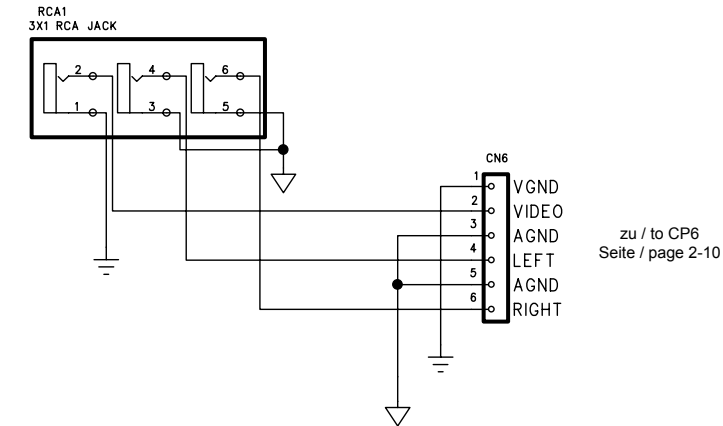 RCA1
3X1 RCA JACK
2
4
6
1
3
5
CN6
1
VGND
2
VIDEO
3
AGND
4
LEFT
5
AGND
6
RIGHT
zu / to CP6
Seite / page 2-10